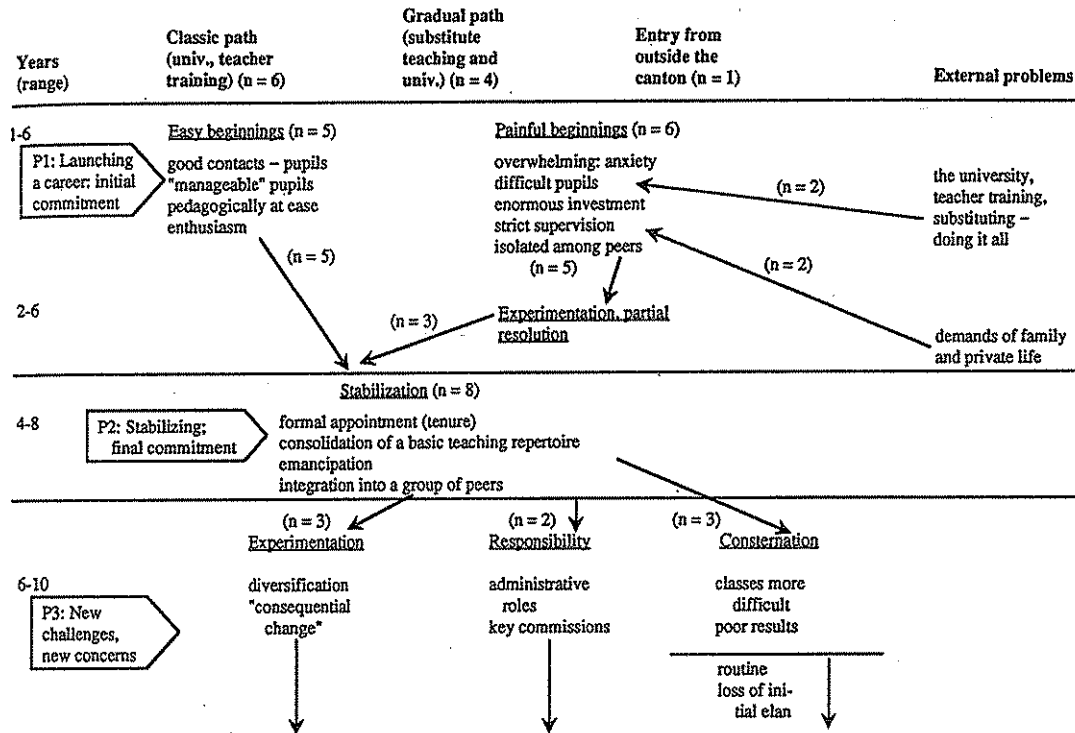 Years
(range)
Classic path
(univ., teacher
training) (n = 6)
Gradual path
(substitute
teaching and
univ.) (n = 4)
Entry from
outside the
canton (n = 1)
External problems
1-6
P1: Launching
a career: initial
commitment
Easy beginnings (n = 5)
good contacts – pupils
"manageable" pupils
pedagogically at ease
enthusiasm
(n = 5)
Painful beginnings (n = 6)
overwhelming: anxiety
difficult pupils
enormous investment
strict supervision
isolated among peers
(n = 5)
(n = 2)
the university,
teacher training,
substituting –
doing it all
(n = 2)
2-6
(n = 3)
Experimentation, partial
resolution
demands of family
and private life
Stabilization (n = 8)
4-8
P2: Stabilizing;
final commitment
formal appointment (tenure)
consolidation of a basic teaching repertoire
emancipation
integration into a group of peers
(n = 3)
Experimentation
(n = 2)
Responsibility
(n = 3)
Consternation
6-10
P3: New
challenges,
new concerns
diversification
"consequential
change"
administrative
roles
key commissions
classes more
difficult
poor results
routine
loss of ini-
tial elan